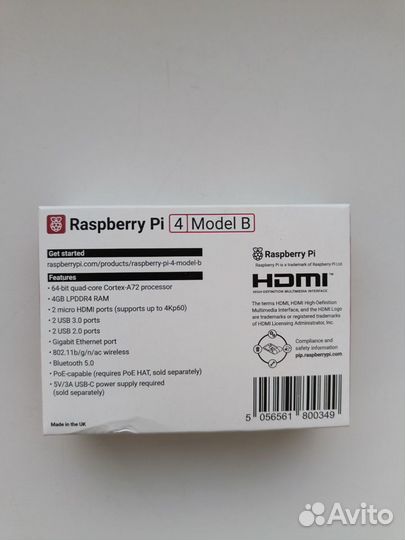 Raspberry Pi 4 Model B
Get started
raspberrypi.com/products/raspberry-pi-4-model-b
Features
• 64-bit quad-core Cortex-A72 processor
• 4GB LPDDR4 RAM
• 2 micro HDMI ports (supports up to 4Kp60)
• 2 USB 3.0 ports
• 2 USB 2.0 ports
• Gigabit Ethernet port
• 802.11b/g/n/ac wireless
• Bluetooth 5.0
• PoE-capable (requires PoE HAT, sold separately)
• 5V/3A USB-C power supply required
(sold separately)
Made in the UK
Raspberry Pi
Raspberry Pi is a trademark of Raspberry Pi Ltd.
HDMI
HIGH-DEFINITION MULTIMEDIA INTERFACE
The terms HDMI, HDMI High-Definition
Multimedia Interface, and the HDMI Logo
are trademarks or registered trademarks
of HDMI Licensing Administrator, Inc.
Compliance and
safety information
pip.raspberrypi.com
5 056561 800349
Avito